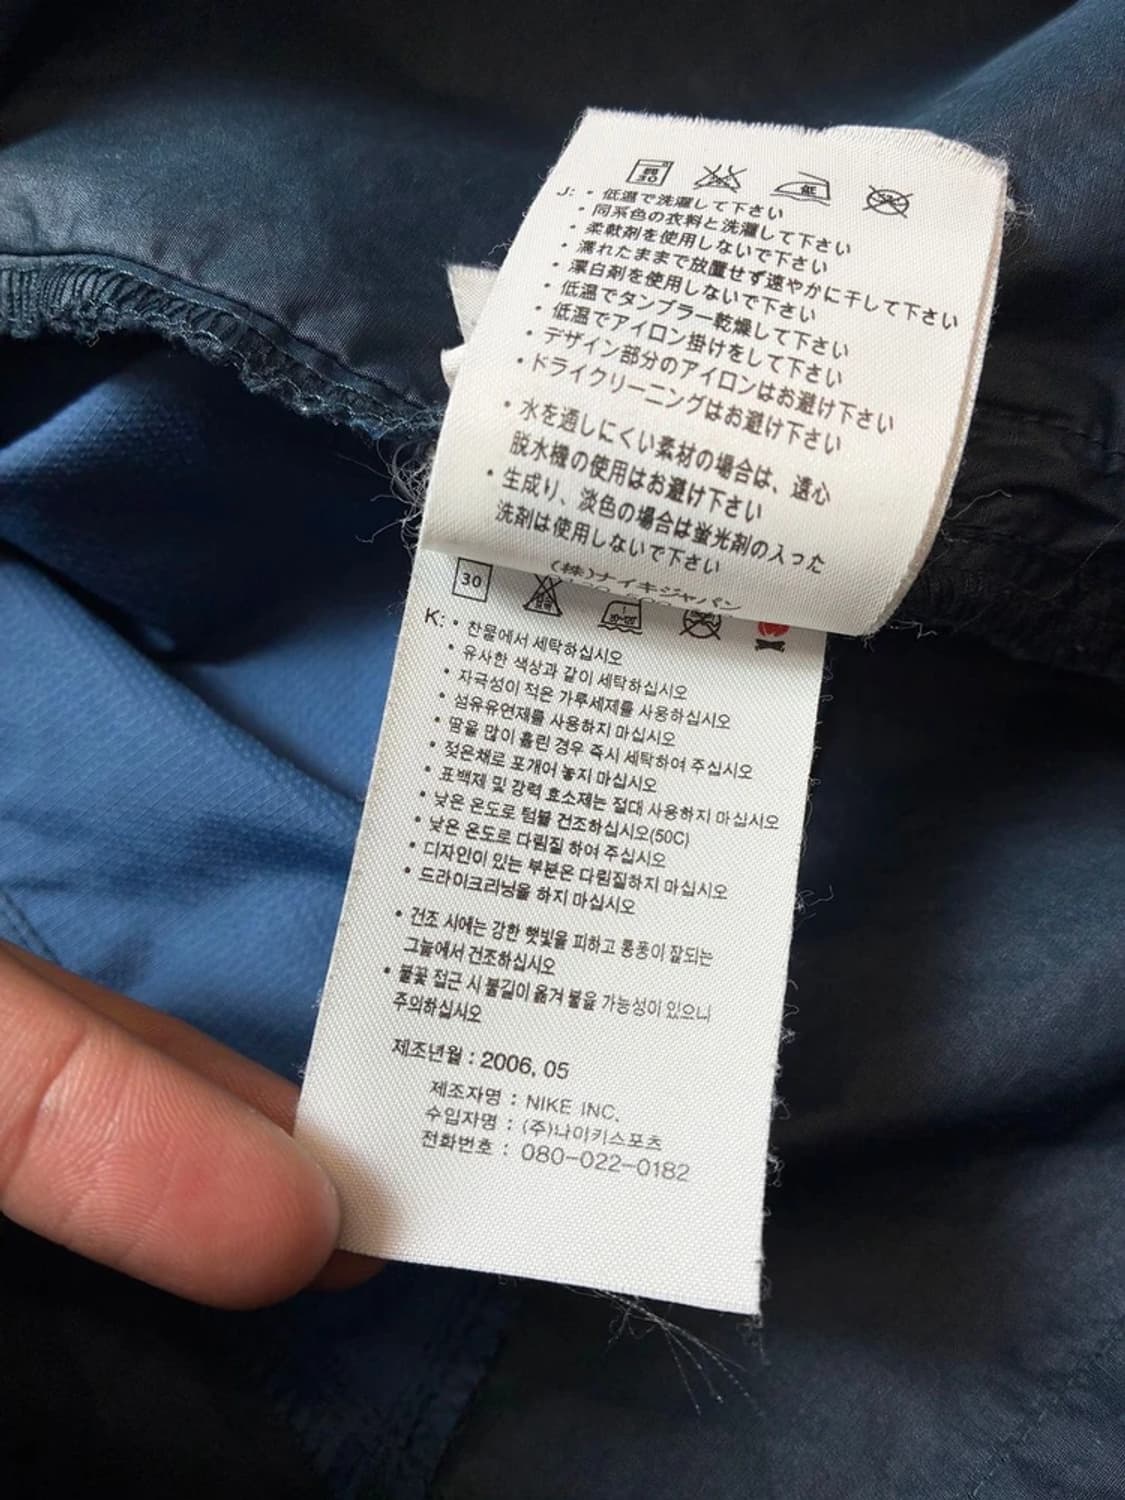 30
低
J: • 低温で洗濯して下さい
• 同系色の衣料と洗濯して下さい
• 柔軟剤を使用しないで下さい
• 濡れたままで放置せず速やかに干して下さい
• 漂白剤を使用しないで下さい
• 低温でタンブラー乾燥して下さい
• 低温でアイロン掛けをして下さい
• デザイン部分のアイロンはお避け下さい
• ドライクリーニングはお避け下さい
• 水を通しにくい素材の場合は、遠心
脱水機の使用はお避け下さい
• 生成り、淡色の場合は蛍光剤の入った
洗剤は使用しないで下さい
(株)ナイキジャパン
30
K: • 찬물에서 세탁하십시오
• 유사한 색상과 같이 세탁하십시오
• 자극성이 적은 가루세제를 사용하십시오
• 섬유유연제를 사용하지 마십시오
• 땀을 많이 흘린 경우 즉시 세탁하여 주십시오
• 젖은채로 포개어 놓지 마십시오
• 표백제 및 강력 효소제는 절대 사용하지 마십시오
• 낮은 온도로 텀블 건조하십시오(50C)
• 낮은 온도로 다림질 하여 주십시오
• 디자인이 있는 부분은 다림질하지 마십시오
• 드라이크리닝을 하지 마십시오
• 건조 시에는 강한 햇빛을 피하고 통풍이 잘되는
그늘에서 건조하십시오
• 불꽃 접근 시 불길이 옮겨 붙을 가능성이 있으니
주의하십시오
제조년월 : 2006. 05
제조자명 : NIKE INC.
수입자명 : (주)나이키스포츠
전화번호 : 080-022-0182